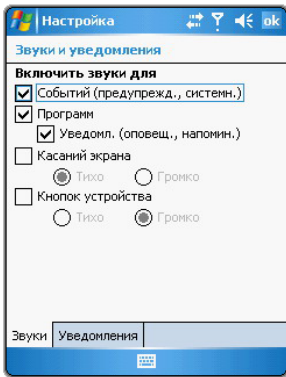 Настройка ok
Звуки и уведомления
Включить звуки для
Событий (предупрежд., системн.)
Программ
Уведомл. (оповещ., напомин.)
Касаний экрана
Тихо Громко
Кнопок устройства
Тихо Громко
Звуки Уведомления